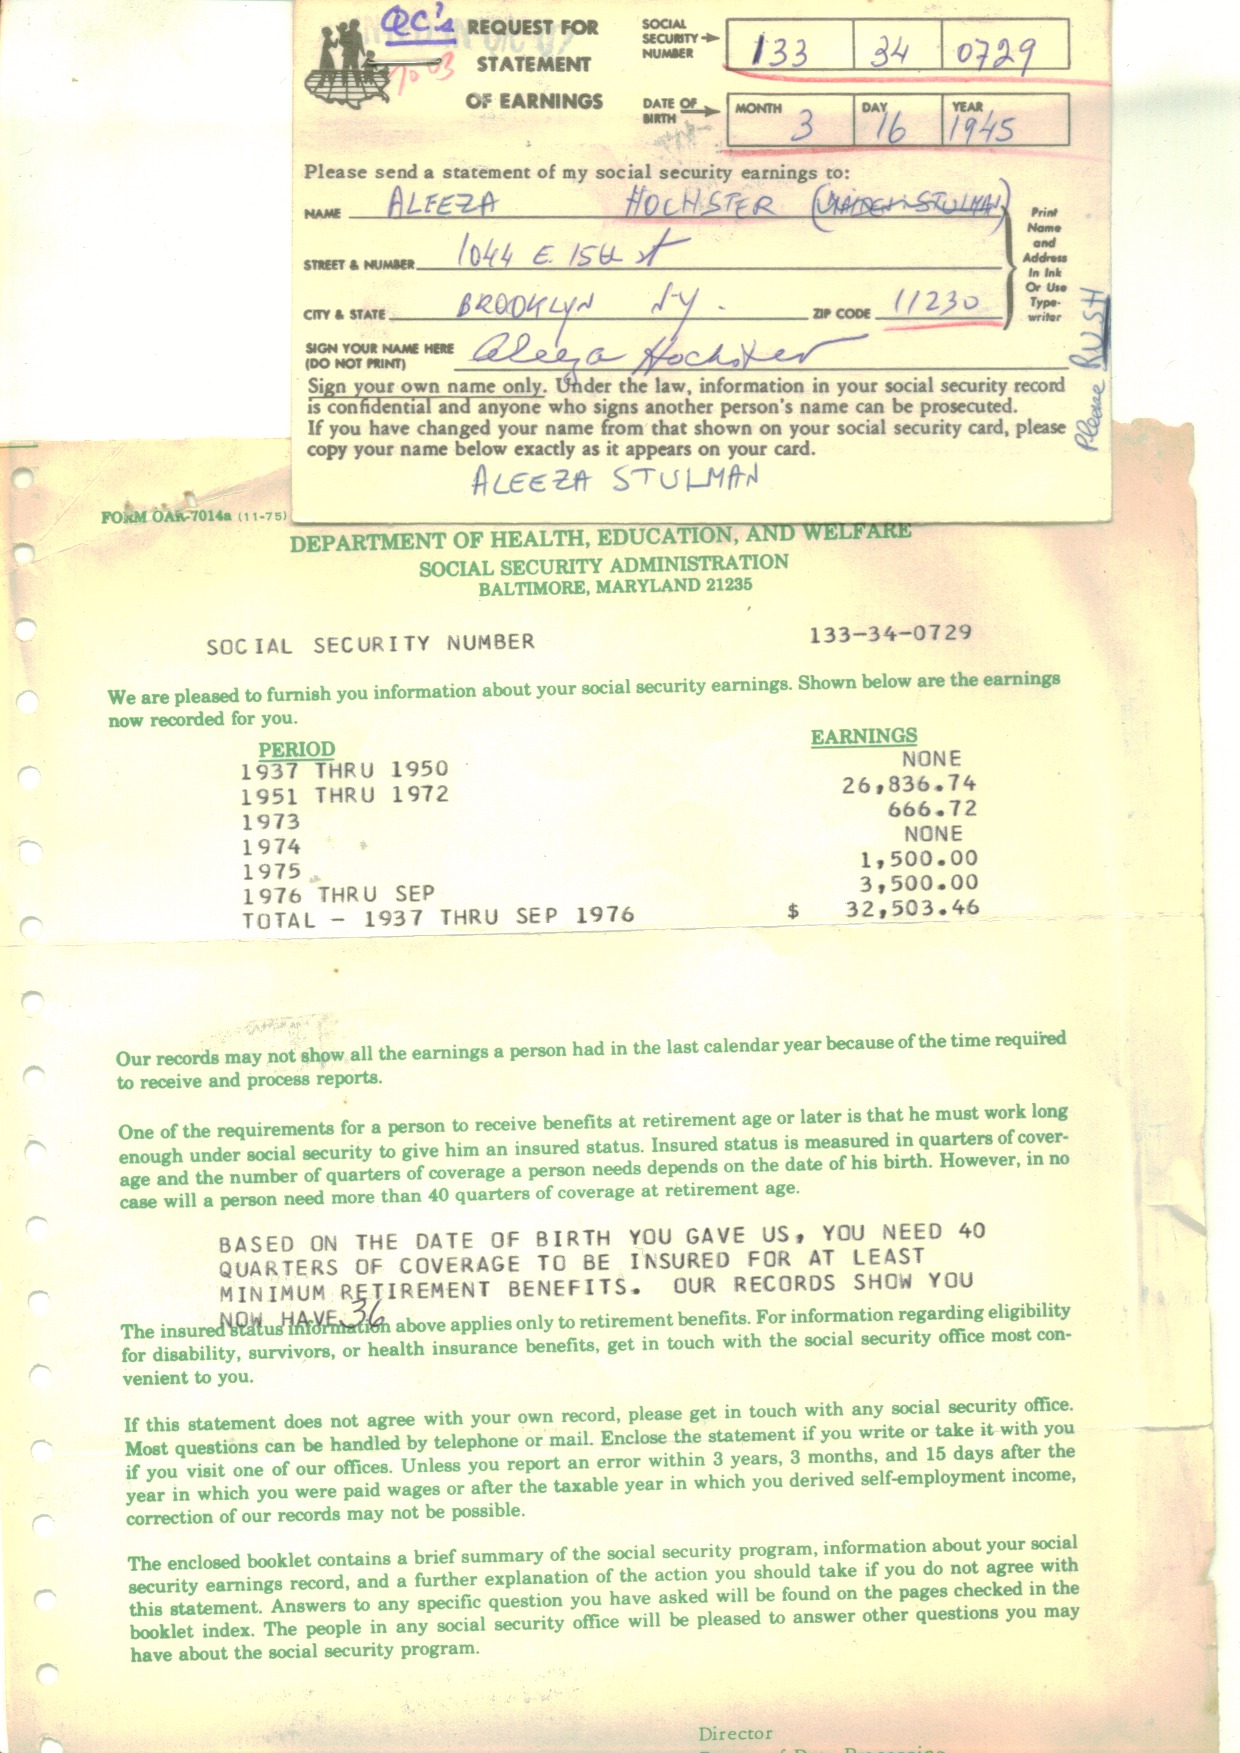 QC's
REQUEST FOR
STATEMENT
OF EARNINGS
SOCIAL
SECURITY
NUMBER
133 34 0729
DATE OF
BIRTH
MONTH DAY YEAR
3 16 1945
Please send a statement of my social security earnings to:
NAME ALEEZA HOCHSTER (MAIDEN STULMAN)
STREET & NUMBER 1044 E. 15th st
CITY & STATE BROOKLYN NY. ZIP CODE 11230
Print
Name
and
Address
In Ink
Or Use
Type-
writer
SIGN YOUR NAME HERE
(DO NOT PRINT) Aleeza Hochster
Please RUSH
Sign your own name only. Under the law, information in your social security record
is confidential and anyone who signs another person's name can be prosecuted.
If you have changed your name from that shown on your social security card, please
copy your name below exactly as it appears on your card.
ALEEZA STULMAN
FORM OAR-7014a (11-75)
DEPARTMENT OF HEALTH, EDUCATION, AND WELFARE
SOCIAL SECURITY ADMINISTRATION
BALTIMORE, MARYLAND 21235
SOCIAL SECURITY NUMBER 133-34-0729
We are pleased to furnish you information about your social security earnings. Shown below are the earnings
now recorded for you.
PERIOD EARNINGS
1937 THRU 1950 NONE
1951 THRU 1972 26,836.74
1973 666.72
1974 NONE
1975 1,500.00
1976 THRU SEP 3,500.00
TOTAL - 1937 THRU SEP 1976 $ 32,503.46
Our records may not show all the earnings a person had in the last calendar year because of the time required
to receive and process reports.
One of the requirements for a person to receive benefits at retirement age or later is that he must work long
enough under social security to give him an insured status. Insured status is measured in quarters of cover-
age and the number of quarters of coverage a person needs depends on the date of his birth. However, in no
case will a person need more than 40 quarters of coverage at retirement age.
BASED ON THE DATE OF BIRTH YOU GAVE US, YOU NEED 40
QUARTERS OF COVERAGE TO BE INSURED FOR AT LEAST
MINIMUM RETIREMENT BENEFITS. OUR RECORDS SHOW YOU
NOW HAVE 36
The insured status information above applies only to retirement benefits. For information regarding eligibility
for disability, survivors, or health insurance benefits, get in touch with the social security office most con-
venient to you.
If this statement does not agree with your own record, please get in touch with any social security office.
Most questions can be handled by telephone or mail. Enclose the statement if you write or take it with you
if you visit one of our offices. Unless you report an error within 3 years, 3 months, and 15 days after the
year in which you were paid wages or after the taxable year in which you derived self-employment income,
correction of our records may not be possible.
The enclosed booklet contains a brief summary of the social security program, information about your social
security earnings record, and a further explanation of the action you should take if you do not agree with
this statement. Answers to any specific question you have asked will be found on the pages checked in the
booklet index. The people in any social security office will be pleased to answer other questions you may
have about the social security program.
Director